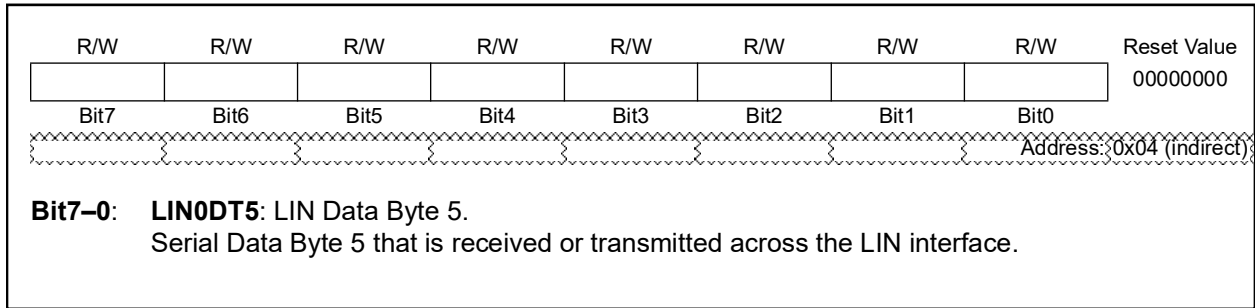 R/W R/W R/W R/W R/W R/W R/W R/W Reset Value
00000000
Bit7 Bit6 Bit5 Bit4 Bit3 Bit2 Bit1 Bit0
Address: 0x04 (indirect)
Bit7–0: LIN0DT5: LIN Data Byte 5.
Serial Data Byte 5 that is received or transmitted across the LIN interface.